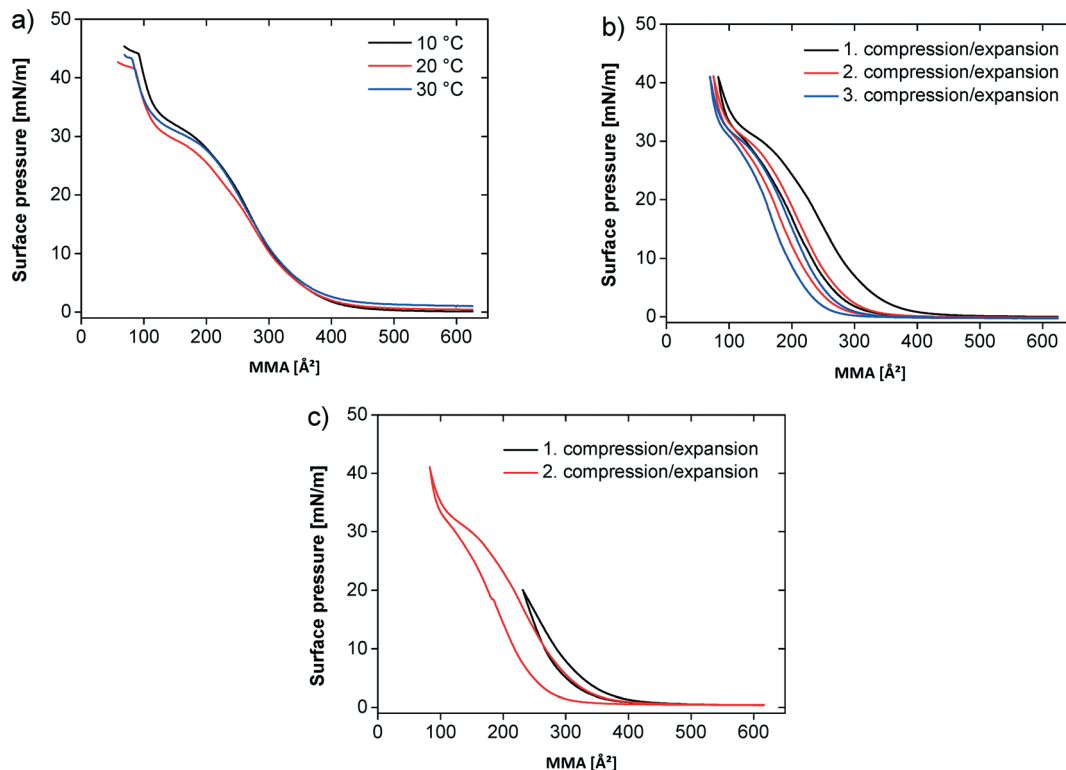 a)
50
40
30
20
10
0
Surface pressure [mN/m]
10 °C
20 °C
30 °C
0 100 200 300 400 500 600
MMA [Å²]
b)
50
40
30
20
10
0
Surface pressure [mN/m]
1. compression/expansion
2. compression/expansion
3. compression/expansion
0 100 200 300 400 500 600
MMA [Å²]
c)
50
40
30
20
10
0
Surface pressure [mN/m]
1. compression/expansion
2. compression/expansion
0 100 200 300 400 500 600
MMA [Å²]